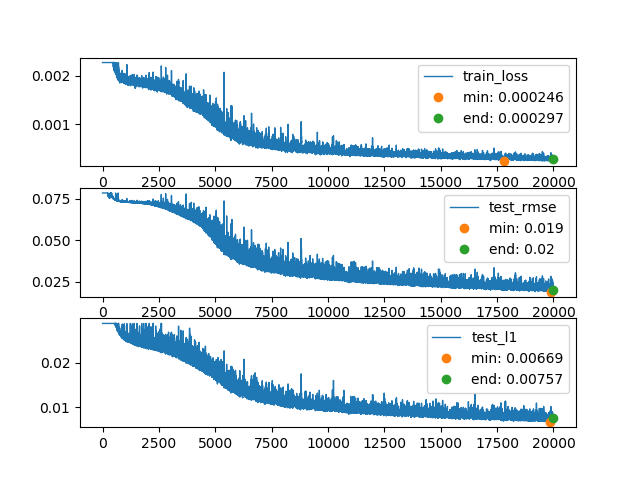 0.002
0.001
train_loss
min: 0.000246
end: 0.000297
0 2500 5000 7500 10000 12500 15000 17500 20000
0.075
0.050
0.025
test_rmse
min: 0.019
end: 0.02
0 2500 5000 7500 10000 12500 15000 17500 20000
0.02
0.01
test_l1
min: 0.00669
end: 0.00757
0 2500 5000 7500 10000 12500 15000 17500 20000